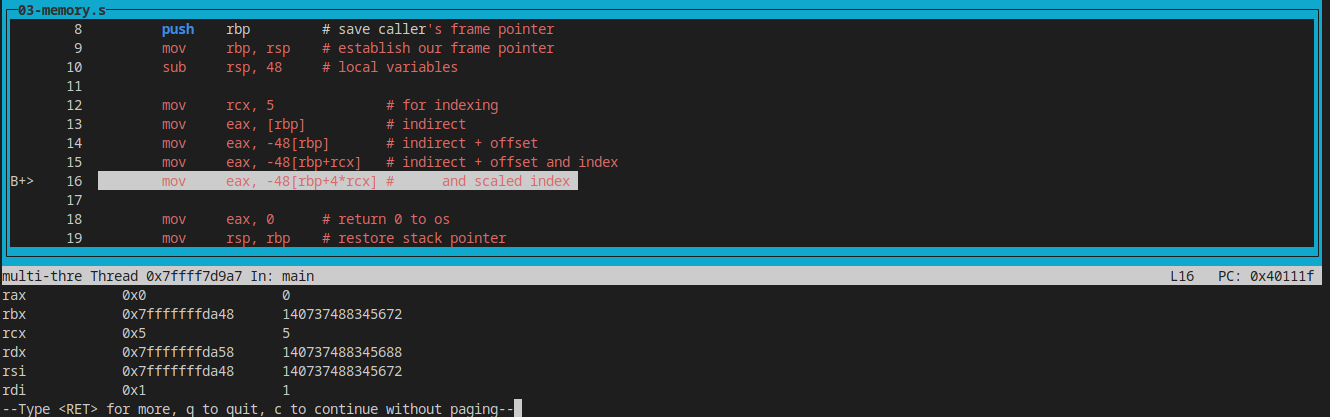 03-memory.s
8 push rbp # save caller's frame pointer
9 mov rbp, rsp # establish our frame pointer
10 sub rsp, 48 # local variables
11
12 mov rcx, 5 # for indexing
13 mov eax, [rbp] # indirect
14 mov eax, -48[rbp] # indirect + offset
15 mov eax, -48[rbp+rcx] # indirect + offset and index
B+> 16 mov eax, -48[rbp+4*rcx] # and scaled index
17
18 mov eax, 0 # return 0 to os
19 mov rsp, rbp # restore stack pointer
multi-thre Thread 0x7ffff7d9a7 In: main L16 PC: 0x40111f
rax 0x0 0
rbx 0x7fffffffda48 140737488345672
rcx 0x5 5
rdx 0x7fffffffda58 140737488345688
rsi 0x7fffffffda48 140737488345672
rdi 0x1 1
--Type <RET> for more, q to quit, c to continue without paging--